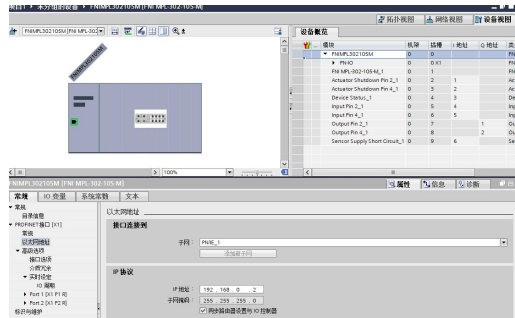 项目1 ▸ 未分组的设备 ▸ FNIMPL302105M [FNI MPL-302-105-M]
拓扑视图 网络视图 设备视图
FNIMPL302105M [FNI MPL-302
设备概览
模块 机架 插槽 I 地址 Q 地址
FNIMPL302105M 0 0
PN-IO 0 0 X1
FNI MPL-302-105-M_1 0 1
Actuator Shutdown Pin 2_1 0 2 1
Actuator Shutdown Pin 4_1 0 3 2
Device Status_1 0 4 3
Input Pin 2_1 0 5 4
Input Pin 4_1 0 6 5
Output Pin 2_1 0 7 1
Output Pin 4_1 0 8 2
Sensor Supply Short Circuit_1 0 9 6
FNIMPL302105M
100%
FNIMPL302105M [FNI MPL-302-105-M]
属性 信息 诊断
常规 IO 变量 系统常数 文本
常规
目录信息
PROFINET接口 [X1]
常规
以太网地址
高级选项
接口选项
介质冗余
实时设定
IO 周期
Port 1 [X1 P1 R]
Port 2 [X1 P2 R]
标识与维护
以太网地址
接口连接到
子网： PN/IE_1
添加新子网
IP 协议
IP 地址： 192 . 168 . 0 . 2
子网掩码： 255 . 255 . 255 . 0
同步路由器设置与 IO 控制器